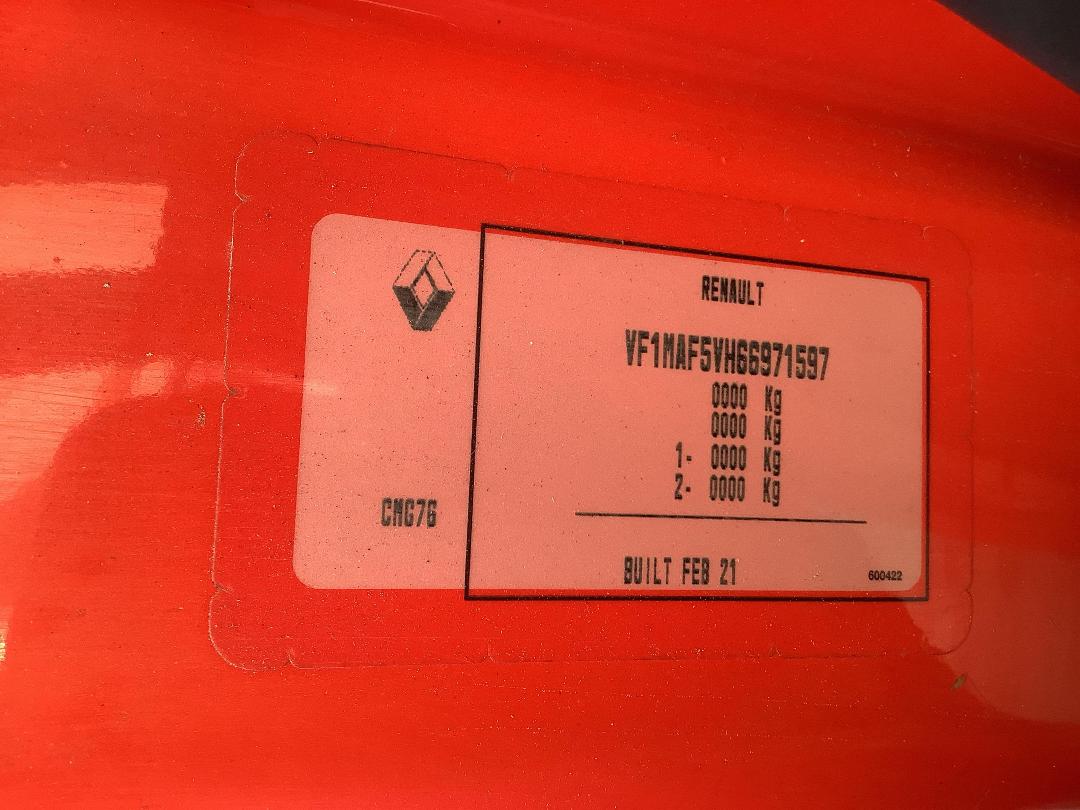 RENAULT
VF1MAF5VH66971597
0000 Kg
0000 Kg
1- 0000 Kg
2- 0000 Kg
CMG76
BUILT FEB 21
600422